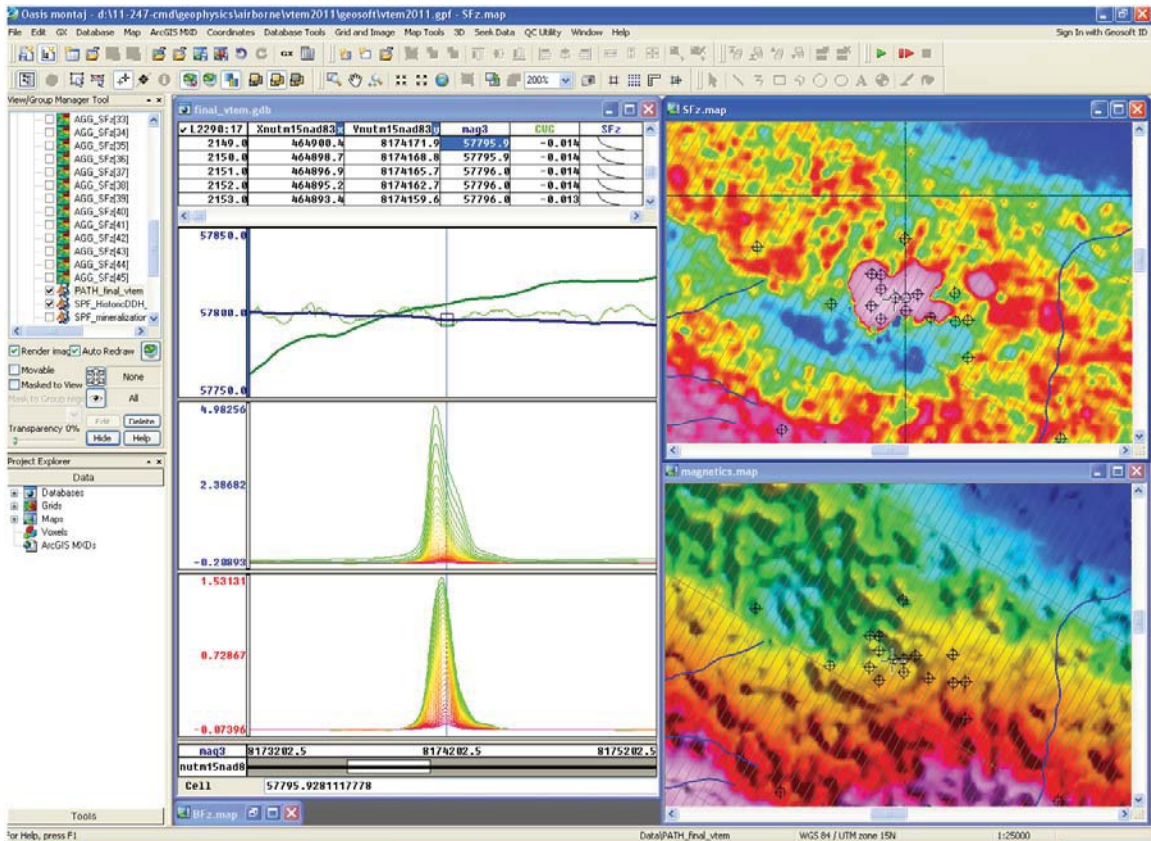 Oasis montaj - d:\11-247-cmd\geophysics\airborne\vtem2011\geosoft\vtem2011.gpf - SFz.map
File Edit GX Database Map ArcGIS MXD Coordinates Database Tools Grid and Image Map Tools 3D Seek Data QC Utility Window Help
Sign In with Geosoft ID
GX
200%
View/Group Manager Tool
AGG_SFz[33]
AGG_SFz[34]
AGG_SFz[35]
AGG_SFz[36]
AGG_SFz[37]
AGG_SFz[38]
AGG_SFz[39]
AGG_SFz[40]
AGG_SFz[41]
AGG_SFz[42]
AGG_SFz[43]
AGG_SFz[44]
AGG_SFz[45]
PATH_final_vtem
SPF_HistoricDDH_
SPF_mineralization
Render imag Auto Redraw
Movable
Masked to View
None
Mask to Group
All
Transparency 0%
Edit Delete
Hide Help
Project Explorer
Data
Databases
Grids
Maps
Voxels
ArcGIS MXDs
Tools
final_vtem.gdb
L2290:17 Xnutm15nad83 x Ynutm15nad83 y mag3 CVG SFz
2149.0 464900.4 8174171.9 57795.9 -0.014
2150.0 464898.7 8174168.8 57795.9 -0.014
2151.0 464896.9 8174165.7 57796.0 -0.014
2152.0 464895.2 8174162.7 57796.0 -0.014
2153.0 464893.4 8174159.6 57796.0 -0.013
57850.0
57800.0
57750.0
4.98256
2.38682
-0.20893
1.53131
0.72867
-0.07396
mag3 8173202.5 8174202.5 8175202.5
nutm15nad8
Cell 57795.9281117778
BFz.map
SFz.map
magnetics.map
For Help, press F1
Data\PATH_final_vtem
WGS 84 / UTM zone 15N
1:25000